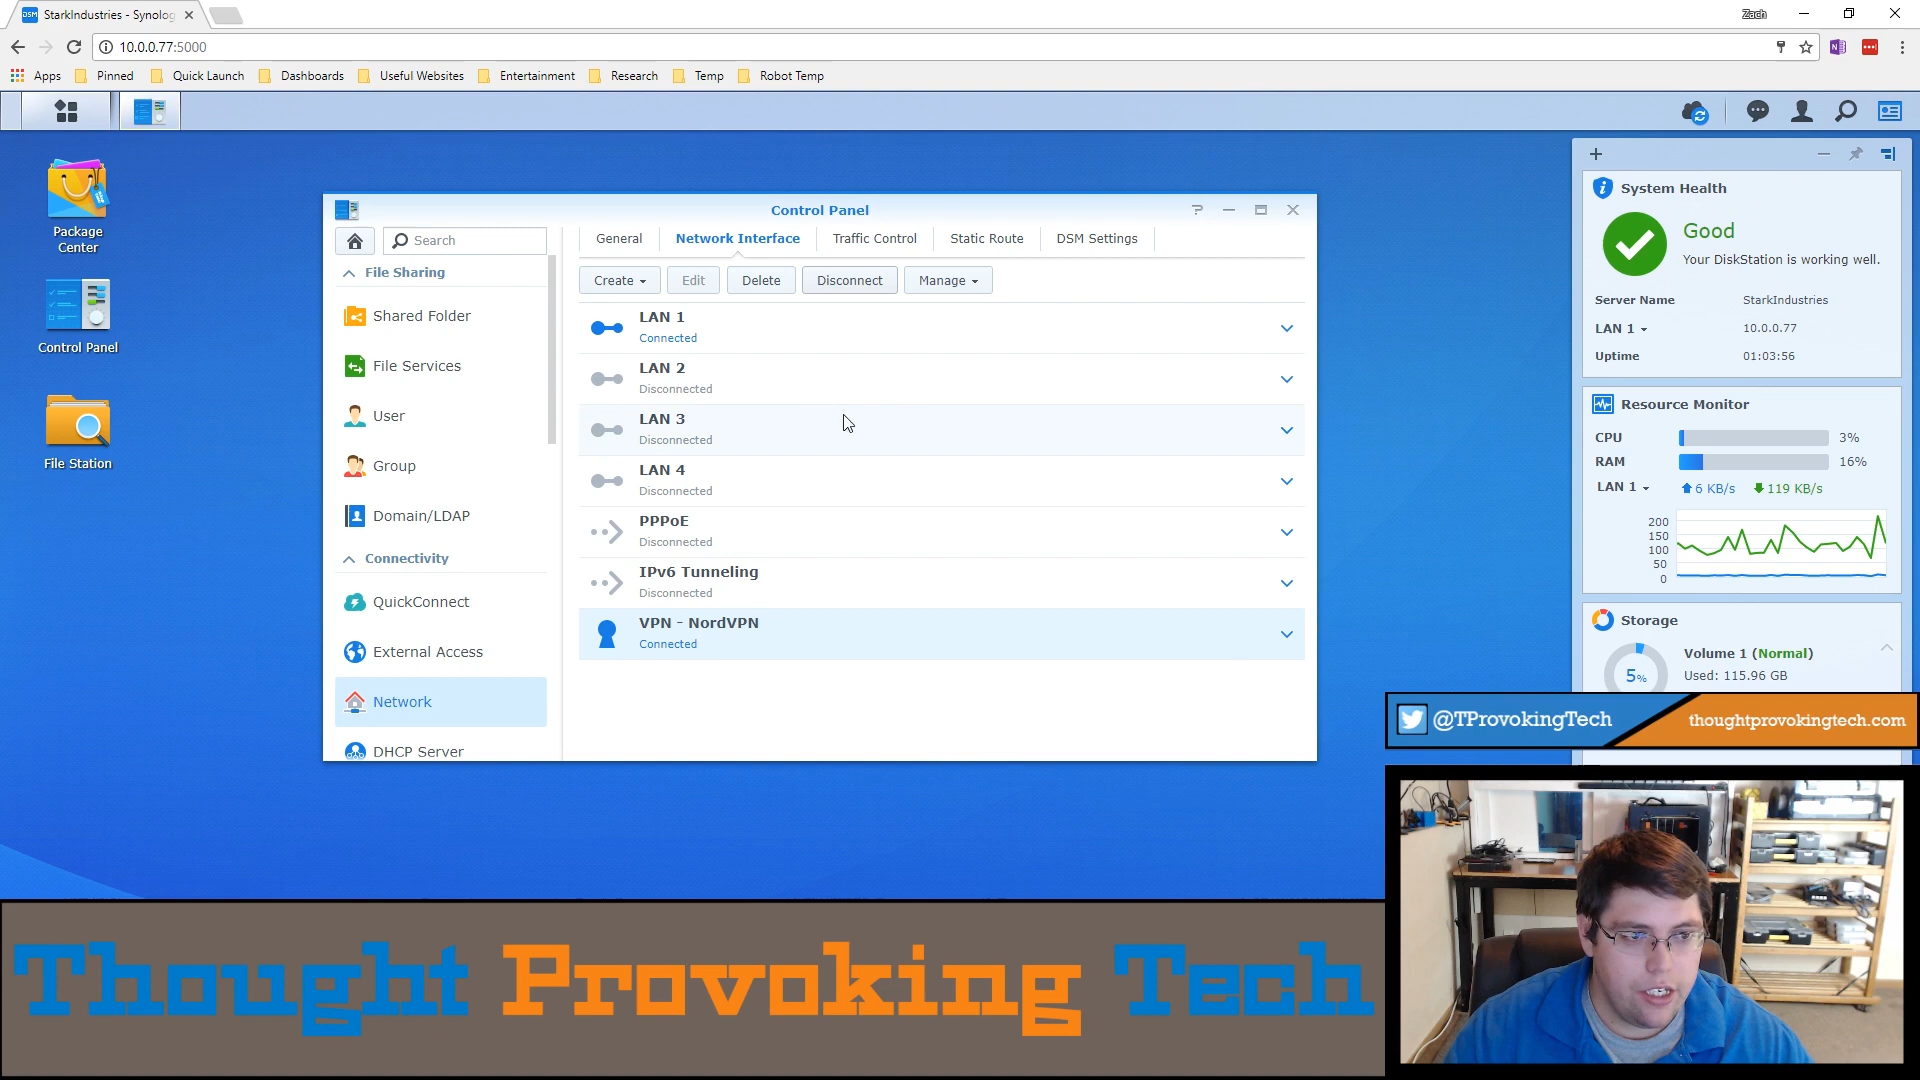 StarkIndustries - Synolog
Zach
10.0.0.77:5000
Apps Pinned Quick Launch Dashboards Useful Websites Entertainment Research Temp Robot Temp
Package
Center
Control Panel
File Station
Control Panel
Search
General Network Interface Traffic Control Static Route DSM Settings
Create Edit Delete Disconnect Manage
File Sharing
Shared Folder
File Services
User
Group
Domain/LDAP
Connectivity
QuickConnect
External Access
Network
DHCP Server
LAN 1
Connected
LAN 2
Disconnected
LAN 3
Disconnected
LAN 4
Disconnected
PPPoE
Disconnected
IPv6 Tunneling
Disconnected
VPN - NordVPN
Connected
System Health
Good
Your DiskStation is working well.
Server Name StarkIndustries
LAN 1 10.0.0.77
Uptime 01:03:56
Resource Monitor
CPU 3%
RAM 16%
LAN 1 6 KB/s 119 KB/s
200
150
100
50
0
Storage
5%
Volume 1 (Normal)
Used: 115.96 GB
@TProvokingTech thoughtprovokingtech.com
Thought Provoking Tech